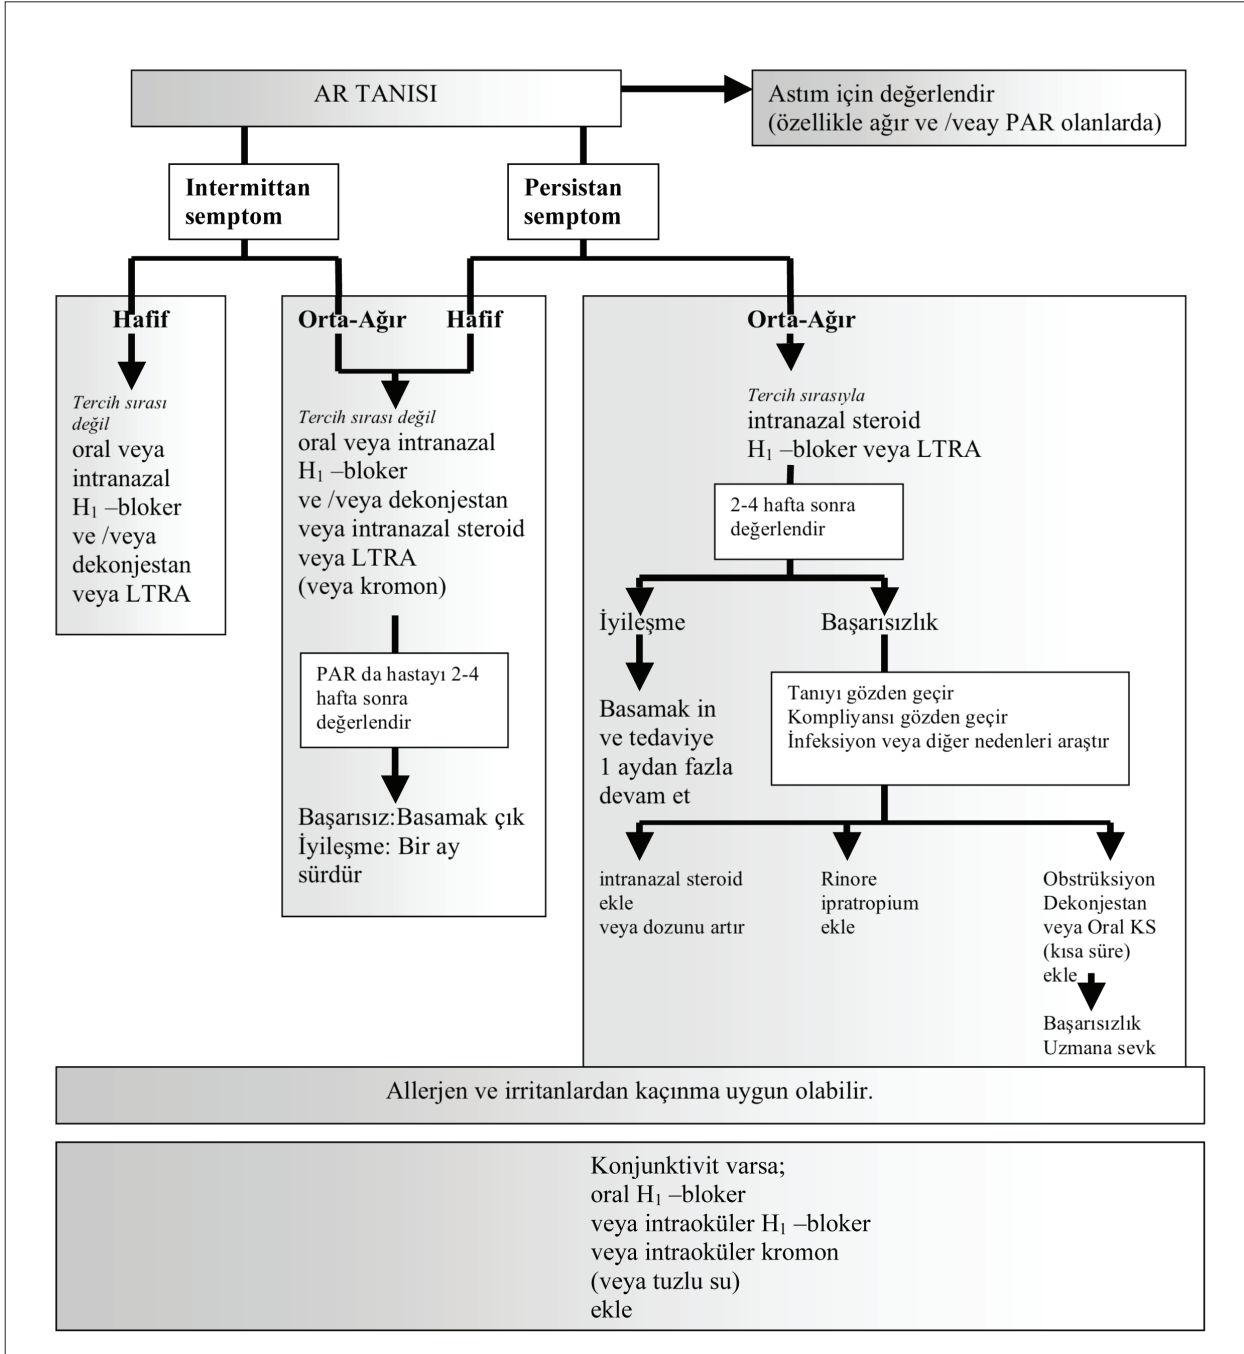 AR TANISI
Astım için değerlendir
(özellikle ağır ve /veay PAR olanlarda)
Intermittan
semptom
Persistan
semptom
Hafif
Tercih sırası
değil
oral veya
intranazal
H₁ –bloker
ve /veya
dekonjestan
veya LTRA
Orta-Ağır
Hafif
Tercih sırası değil
oral veya intranazal
H₁ –bloker
ve /veya dekonjestan
veya intranazal steroid
veya LTRA
(veya kromon)
PAR da hastayı 2-4
hafta sonra
değerlendir
Başarısız:Basamak çık
İyileşme: Bir ay
sürdür
Orta-Ağır
Tercih sırasıyla
intranazal steroid
H₁ –bloker veya LTRA
2-4 hafta sonra
değerlendir
İyileşme
Basamak in
ve tedaviye
1 aydan fazla
devam et
Başarısızlık
Tanıyı gözden geçir
Kompliyansı gözden geçir
İnfeksiyon veya diğer nedenleri araştır
intranazal steroid
ekle
veya dozunu artır
Rinore
ipratropium
ekle
Obstrüksiyon
Dekonjestan
veya Oral KS
(kısa süre)
ekle
Başarısızlık
Uzmana sevk
Allerjen ve irritanlardan kaçınma uygun olabilir.
Konjunktivit varsa;
oral H₁ –bloker
veya intraoküler H₁ –bloker
veya intraoküler kromon
(veya tuzlu su)
ekle